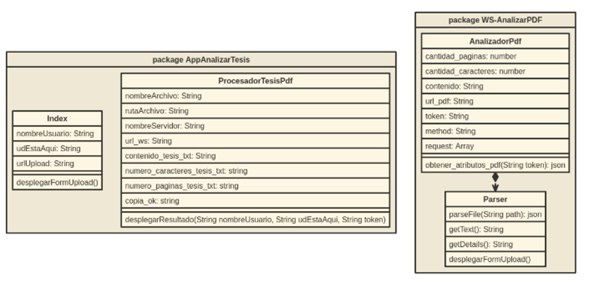 package AppAnalizarTesis
Index
nombreUsuario: String
udEstaAqui: String
urlUpload: String
desplegarFormUpload()
ProcesadorTesisPdf
nombreArchivo: String
rutaArchivo: String
nombreServidor: String
url_ws: String
contenido_tesis_txt: String
numero_caracteres_tesis_txt: string
numero_paginas_tesis_txt: string
copia_ok: string
desplegarResultado(String nombreUsuario, String udEstaAqui, String token)
package WS-AnalizarPDF
AnalizadorPdf
cantidad_paginas: number
cantidad_caracteres: number
contenido: String
url_pdf: String
token: String
method: String
request: Array
obtener_atributos_pdf(String token): json
Parser
parseFile(String path): json
getText(): String
getDetails(): String
desplegarFormUpload()